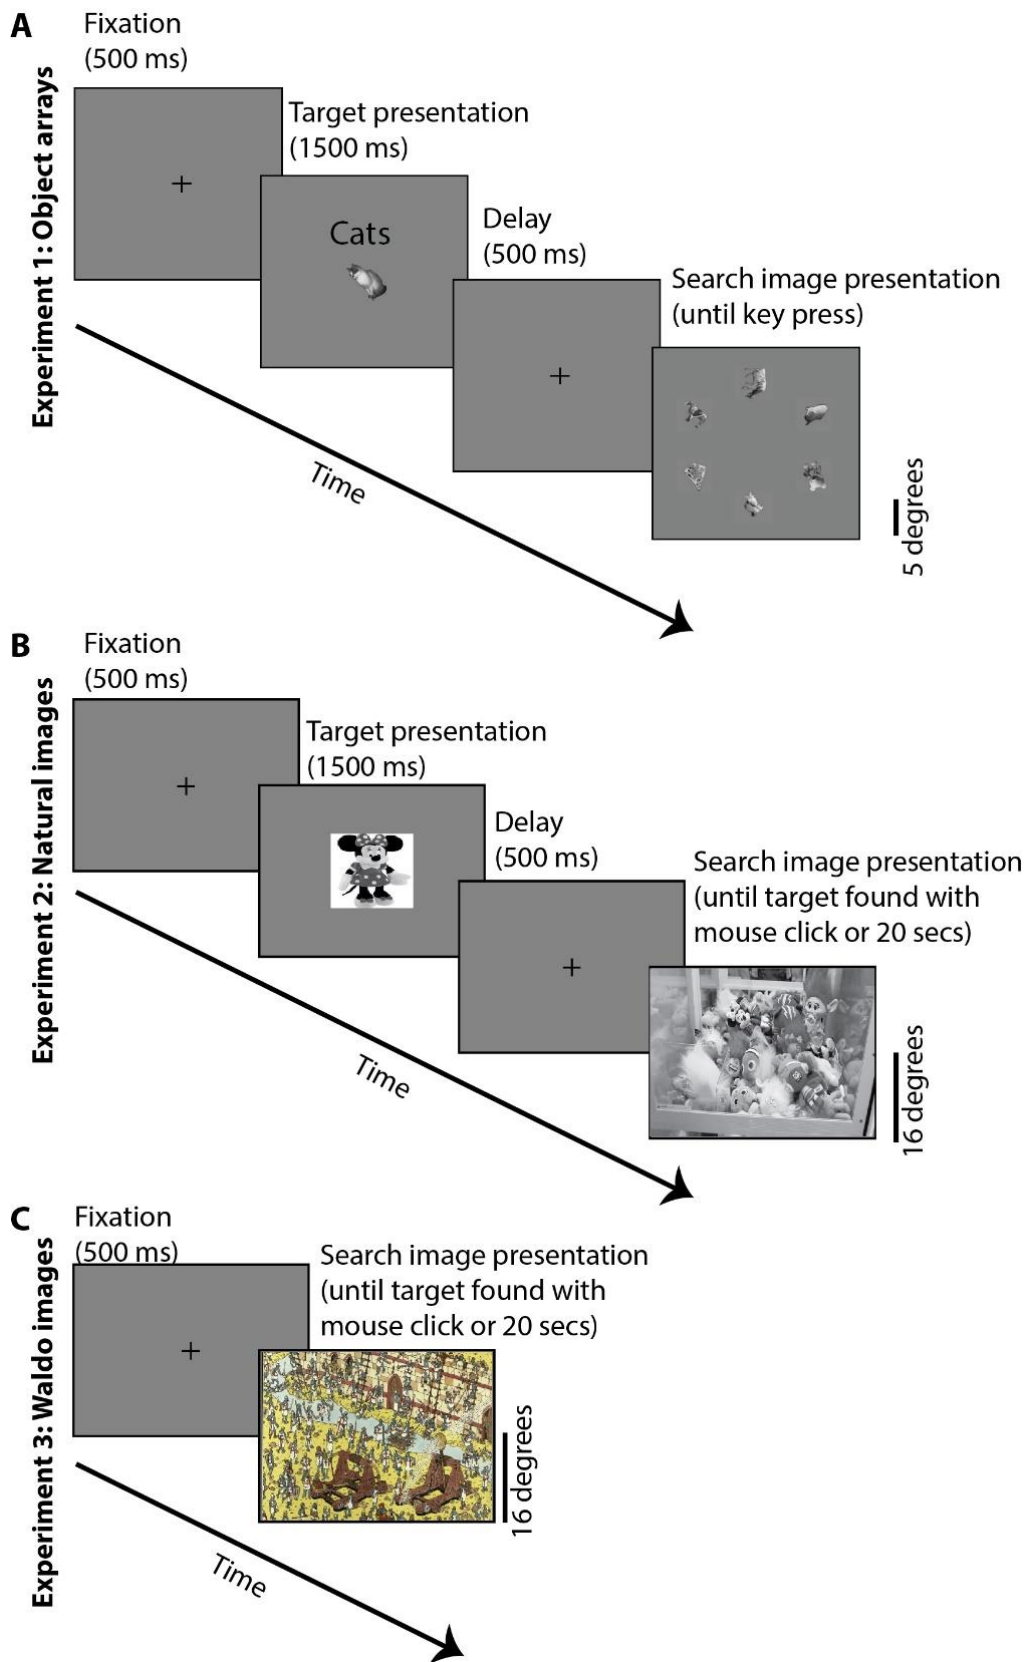 A
Fixation
(500 ms)
Experiment 1: Object arrays
Target presentation
(1500 ms)
Cats
Delay
(500 ms)
Search image presentation
(until key press)
Time
5 degrees
B
Fixation
(500 ms)
Experiment 2: Natural images
Target presentation
(1500 ms)
Delay
(500 ms)
Search image presentation
(until target found with
mouse click or 20 secs)
Time
16 degrees
C
Fixation
(500 ms)
Experiment 3: Waldo images
Search image presentation
(until target found with
mouse click or 20 secs)
Time
16 degrees